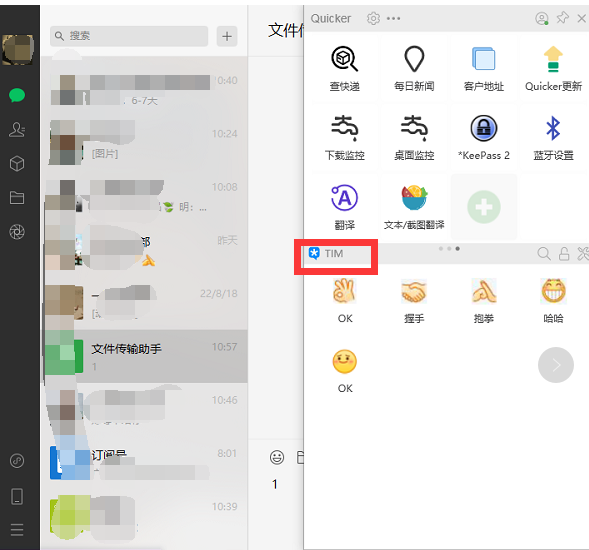 搜索
文件传
0:40
6-7天
10:24
[图片]
10:08
明: ...
昨天
部
22/8/18
文件传输助手
10:57
1
10:46
订阅号
8:01
10:39
1
Quicker
查快递
每日新闻
客户地址
Quicker更新
下载监控
桌面监控
*KeePass 2
蓝牙设置
翻译
文本/截图翻译
TIM
OK
握手
抱拳
哈哈
OK